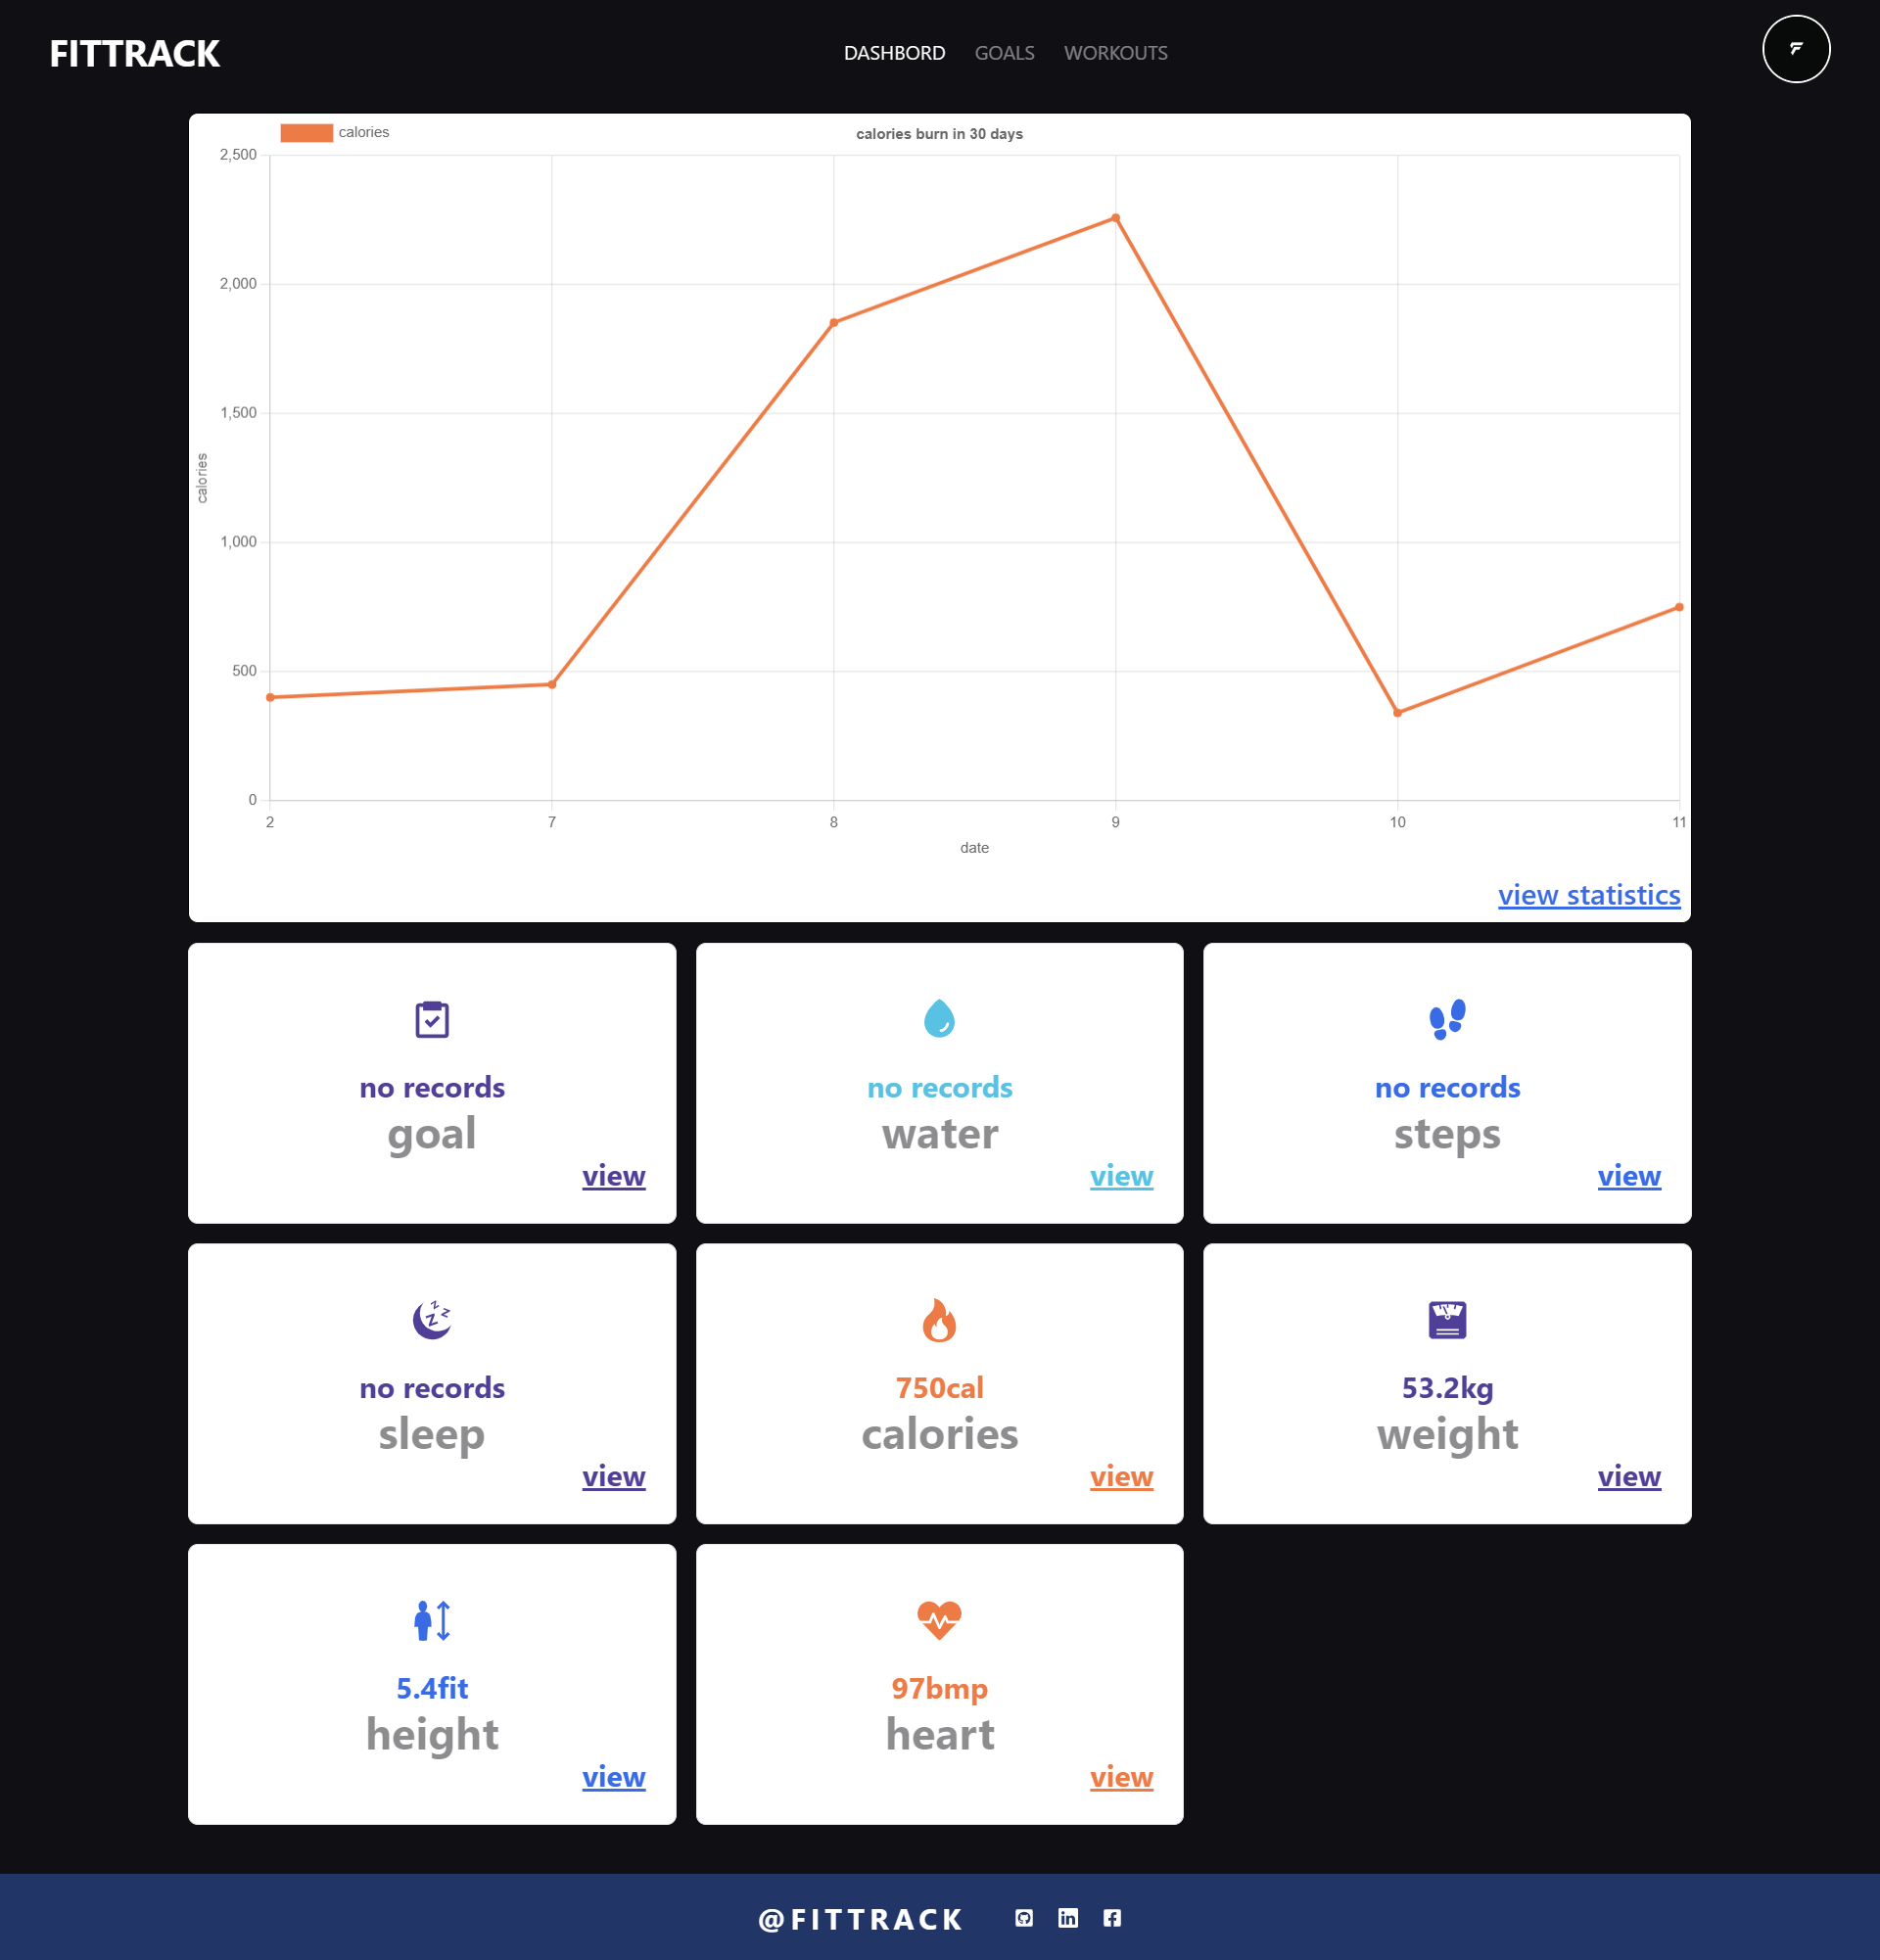 FITTRACK
DASHBORD GOALS WORKOUTS
calories
calories burn in 30 days
2,500
2,000
1,500
1,000
500
0
calories
2 7 8 9 10 11
date
view statistics
no records
goal
view
no records
water
view
no records
steps
view
no records
sleep
view
750cal
calories
view
53.2kg
weight
view
5.4fit
height
view
97bmp
heart
view
@FITTRACK